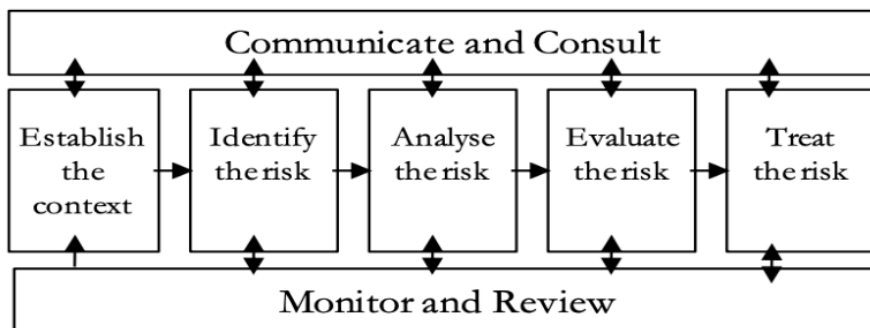 Communicate and Consult
Establish
the
context
Identify
the risk
Analyse
the risk
Evaluate
the risk
Treat
the risk
Monitor and Review